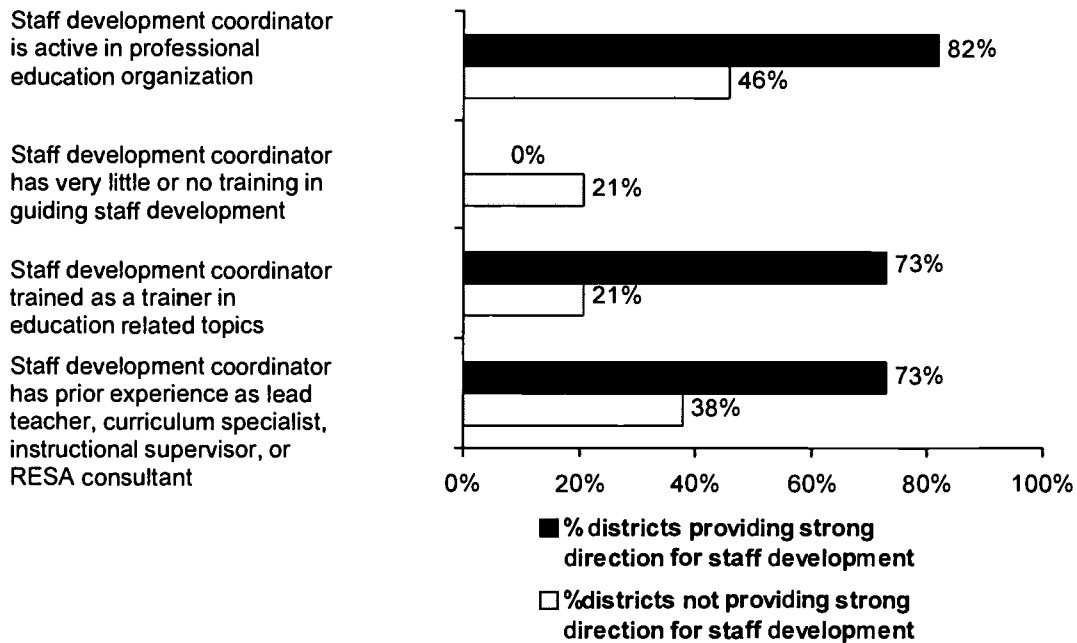 Staff development coordinator
is active in professional
education organization
82%
46%
Staff development coordinator
has very little or no training in
guiding staff development
0%
21%
Staff development coordinator
trained as a trainer in
education related topics
73%
21%
Staff development coordinator
has prior experience as lead
teacher, curriculum specialist,
instructional supervisor, or
RESA consultant
73%
38%
0% 20% 40% 60% 80% 100%
% districts providing strong
direction for staff development
%districts not providing strong
direction for staff development